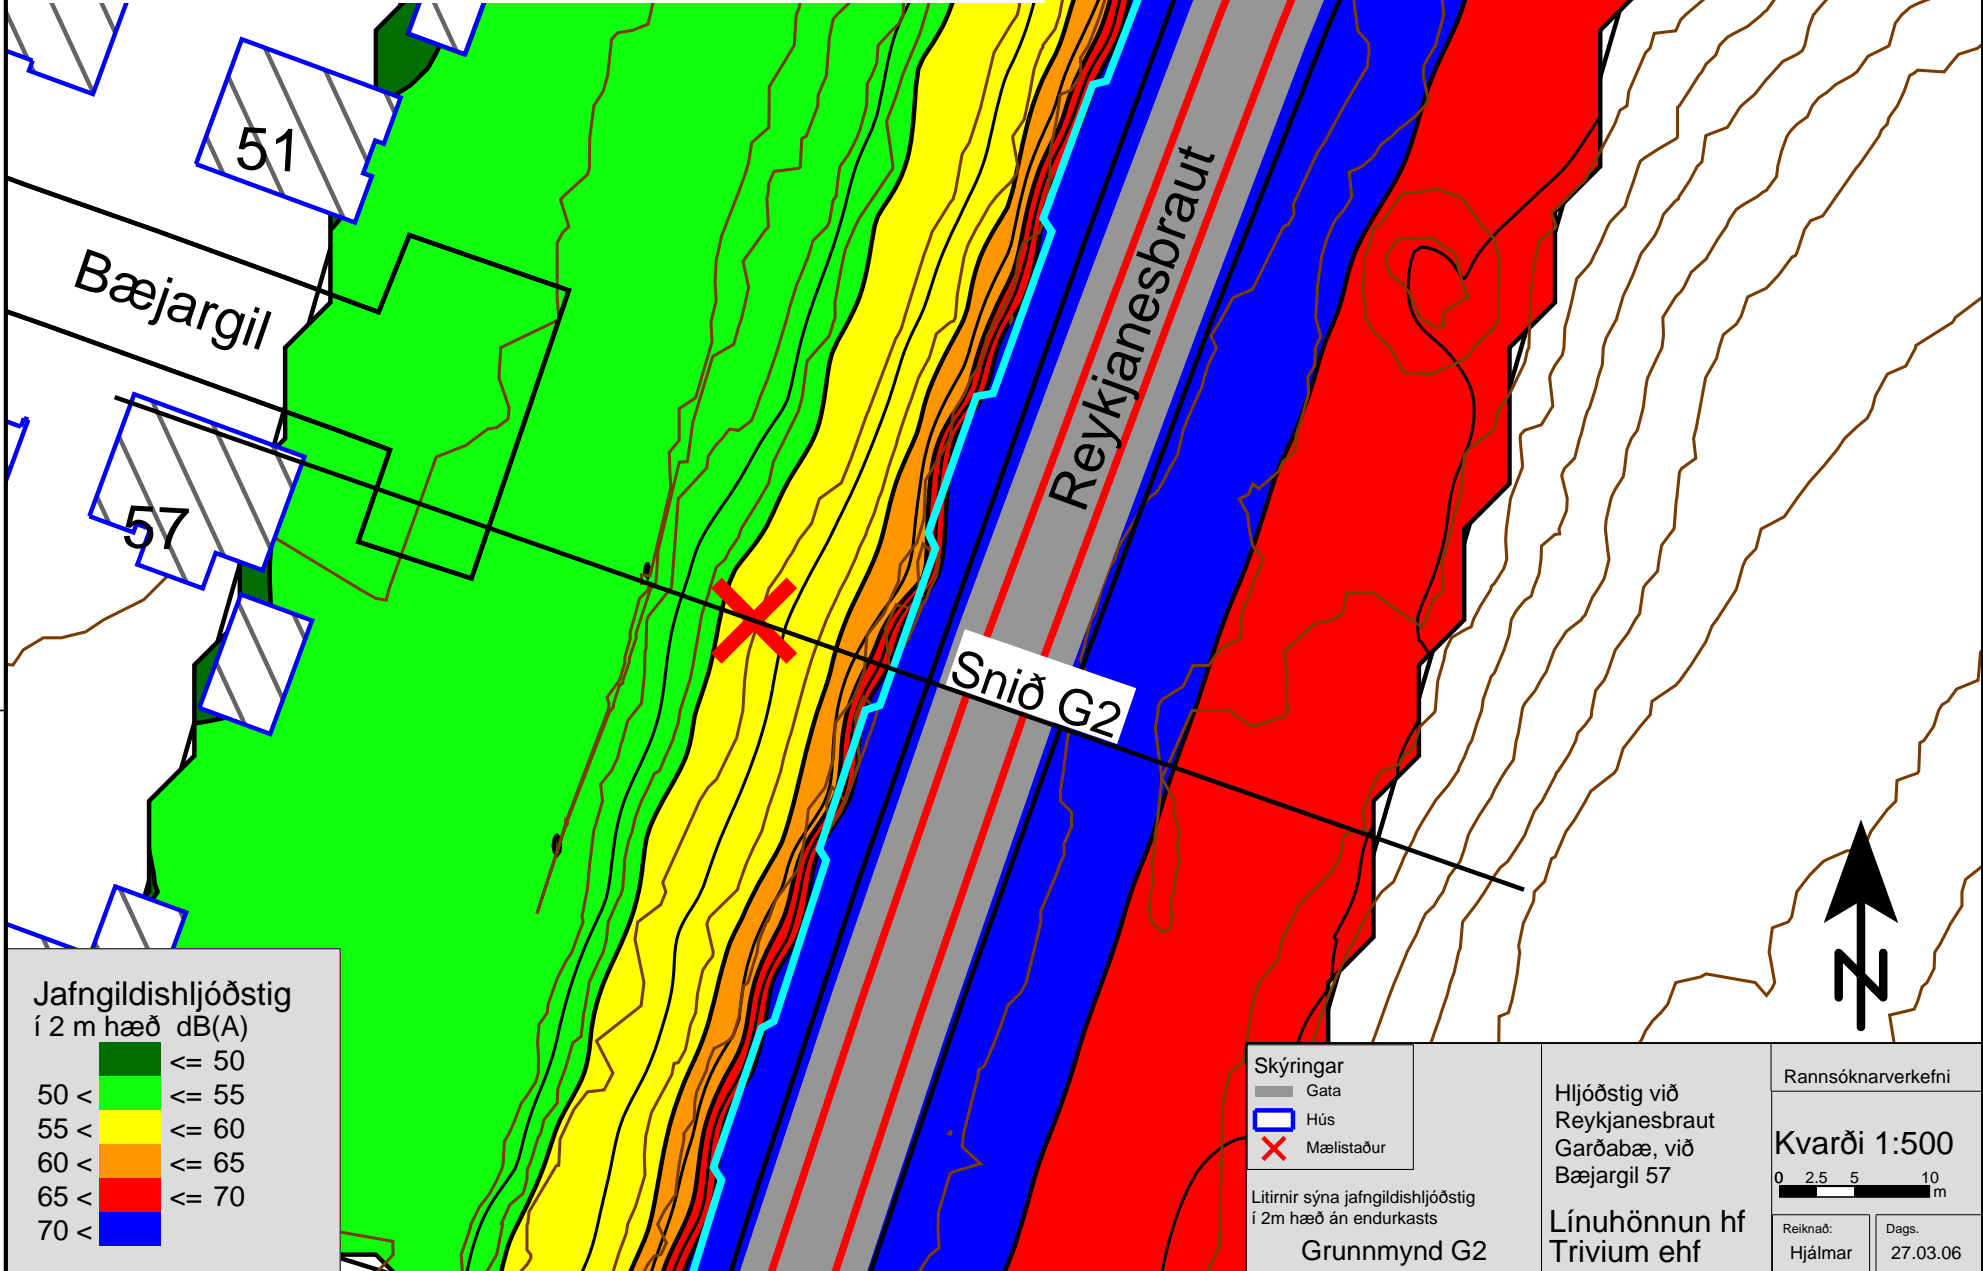 51
Bæjargil
57
Reykjanesbraut
Snið G2
N
Jafngildishljóðstig
í 2 m hæð dB(A)
<= 50
50 < <= 55
55 < <= 60
60 < <= 65
65 < <= 70
70 <
Skýringar
Gata
Hús
Mælistaður
Litirnir sýna jafngildishljóðstig
í 2m hæð án endurkasts
Grunnmynd G2
Hljóðstig við
Reykjanesbraut
Garðabæ, við
Bæjargil 57
Línuhönnun hf
Trivium ehf
Rannsóknarverkefni
Kvarði 1:500
0 2.5 5 10
m
Reiknað:
Hjálmar
Dags.
27.03.06